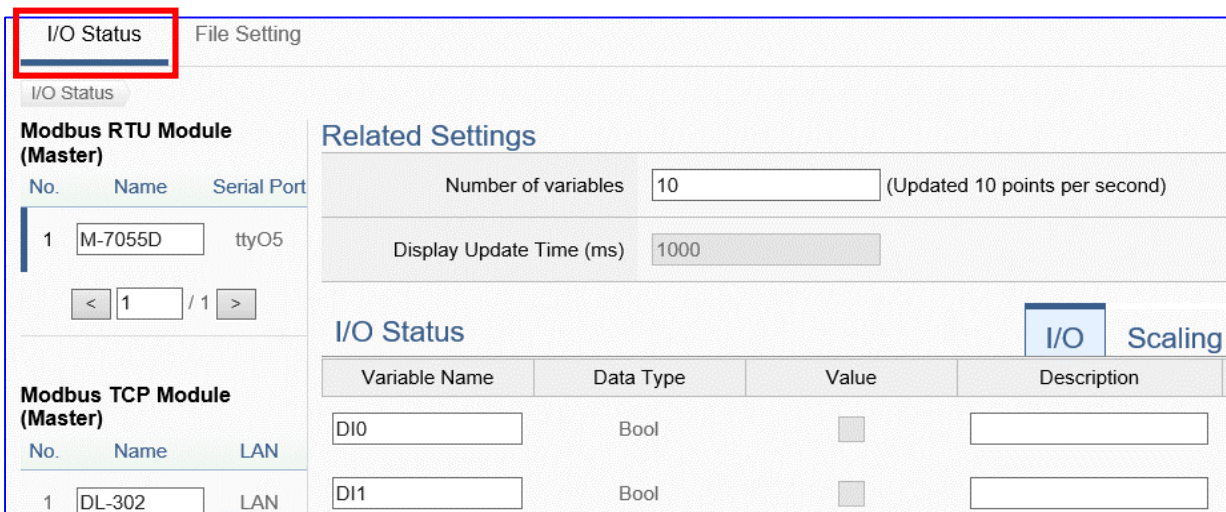 I/O Status File Setting
I/O Status
Modbus RTU Module
(Master)
No. Name Serial Port
1 M-7055D ttyO5
< 1 / 1 >
Modbus TCP Module
(Master)
No. Name LAN
1 DL-302 LAN
Related Settings
Number of variables 10 (Updated 10 points per second)
Display Update Time (ms) 1000
I/O Status I/O Scaling
Variable Name Data Type Value Description
DI0 Bool
DI1 Bool